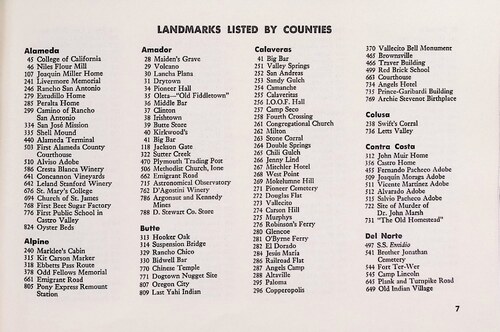 LANDMARKS LISTED BY COUNTIES
Alameda
45 College of California
46 Niles Flour Mill
107 Joaquin Miller Home
241 Livermore Memorial
246 Rancho San Antonio
279 Estudillo Home
285 Peralta Home
299 Camino of Rancho
San Antonio
334 San José Mission
335 Shell Mound
440 Alameda Terminal
503 First Alameda County
Courthouse
510 Alviso Adobe
586 Cresta Blanca Winery
641 Concannon Vineyards
642 Leland Stanford Winery
676 St. Mary's College
694 Church of St. James
768 First Beet Sugar Factory
776 First Public School in
Castro Valley
824 Oyster Beds
Alpine
240 Marklee's Cabin
315 Kit Carson Marker
318 Ebbetts Pass Route
378 Odd Fellows Memorial
661 Emigrant Road
805 Pony Express Remount
Station
Amador
28 Maiden's Grave
29 Volcano
30 Lancha Plana
31 Drytown
34 Pioneer Hall
35 Oleta—"Old Fiddletown"
36 Middle Bar
37 Clinton
38 Irishtown
39 Butte Store
40 Kirkwood's
41 Big Bar
118 Jackson Gate
322 Sutter Creek
470 Plymouth Trading Post
506 Methodist Church, Ione
662 Emigrant Road
715 Astronomical Observatory
762 D'Agostini Winery
786 Argonaut and Kennedy
Mines
788 D. Stewart Co. Store
Butte
313 Hooker Oak
314 Suspension Bridge
329 Rancho Chico
330 Bidwell Bar
770 Chinese Temple
771 Dogtown Nugget Site
807 Oregon City
809 Last Yahi Indian
Calaveras
41 Big Bar
251 Valley Springs
252 San Andreas
253 Sandy Gulch
254 Camanche
255 Calaveritas
256 I.O.O.F. Hall
257 Camp Seco
258 Fourth Crossing
261 Congregational Church
262 Milton
263 Stone Corral
264 Double Springs
265 Chili Gulch
266 Jenny Lind
267 Mitchler Hotel
268 West Point
269 Mokelumne Hill
271 Pioneer Cemetery
272 Douglas Flat
273 Vallecito
274 Carson Hill
275 Murphys
276 Robinson's Ferry
280 Glencoe
281 O'Byrne Ferry
282 El Dorado
284 Jesús María
286 Railroad Flat
287 Angels Camp
288 Altaville
295 Paloma
296 Copperopolis
370 Vallecito Bell Monument
465 Brownsville
466 Traver Building
499 Red Brick School
663 Courthouse
734 Angels Hotel
735 Prince-Garibardi Building
769 Archie Stevenot Birthplace
Colusa
238 Swift's Corral
736 Letts Valley
Contra Costa
312 John Muir Home
356 Castro Home
455 Fernando Pacheco Adobe
509 Joaquin Moraga Adobe
511 Vicente Martinez Adobe
512 Alvarado Adobe
515 Salvio Pacheco Adobe
722 Site of Murder of
Dr. John Marsh
731 "The Old Homestead"
Del Norte
497 S.S. Emidio
541 Brother Jonathan
Cemetery
544 Fort Ter-Wer
545 Camp Lincoln
645 Plank and Turnpike Road
649 Old Indian Village
7